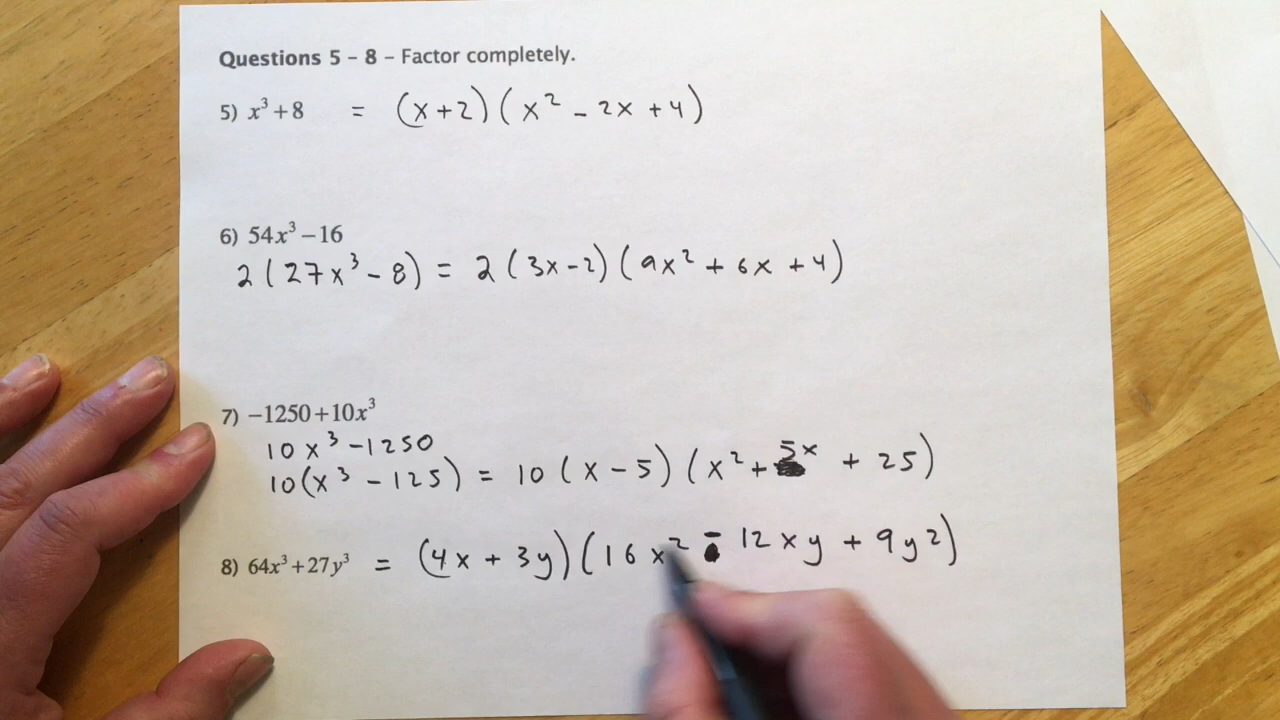 Questions 5 – 8 – Factor completely.
5) x³+8 = (x+2)(x² - 2x +4)
6) 54x³−16
2(27x³ - 8) = 2(3x-2)(9x² + 6x +4)
7) −1250+10x³
10x³ -1250
10(x³ - 125) = 10(x - 5)(x² + 5x + 25)
8) 64x³+27y³ = (4x + 3y)(16x² - 12xy + 9y²)